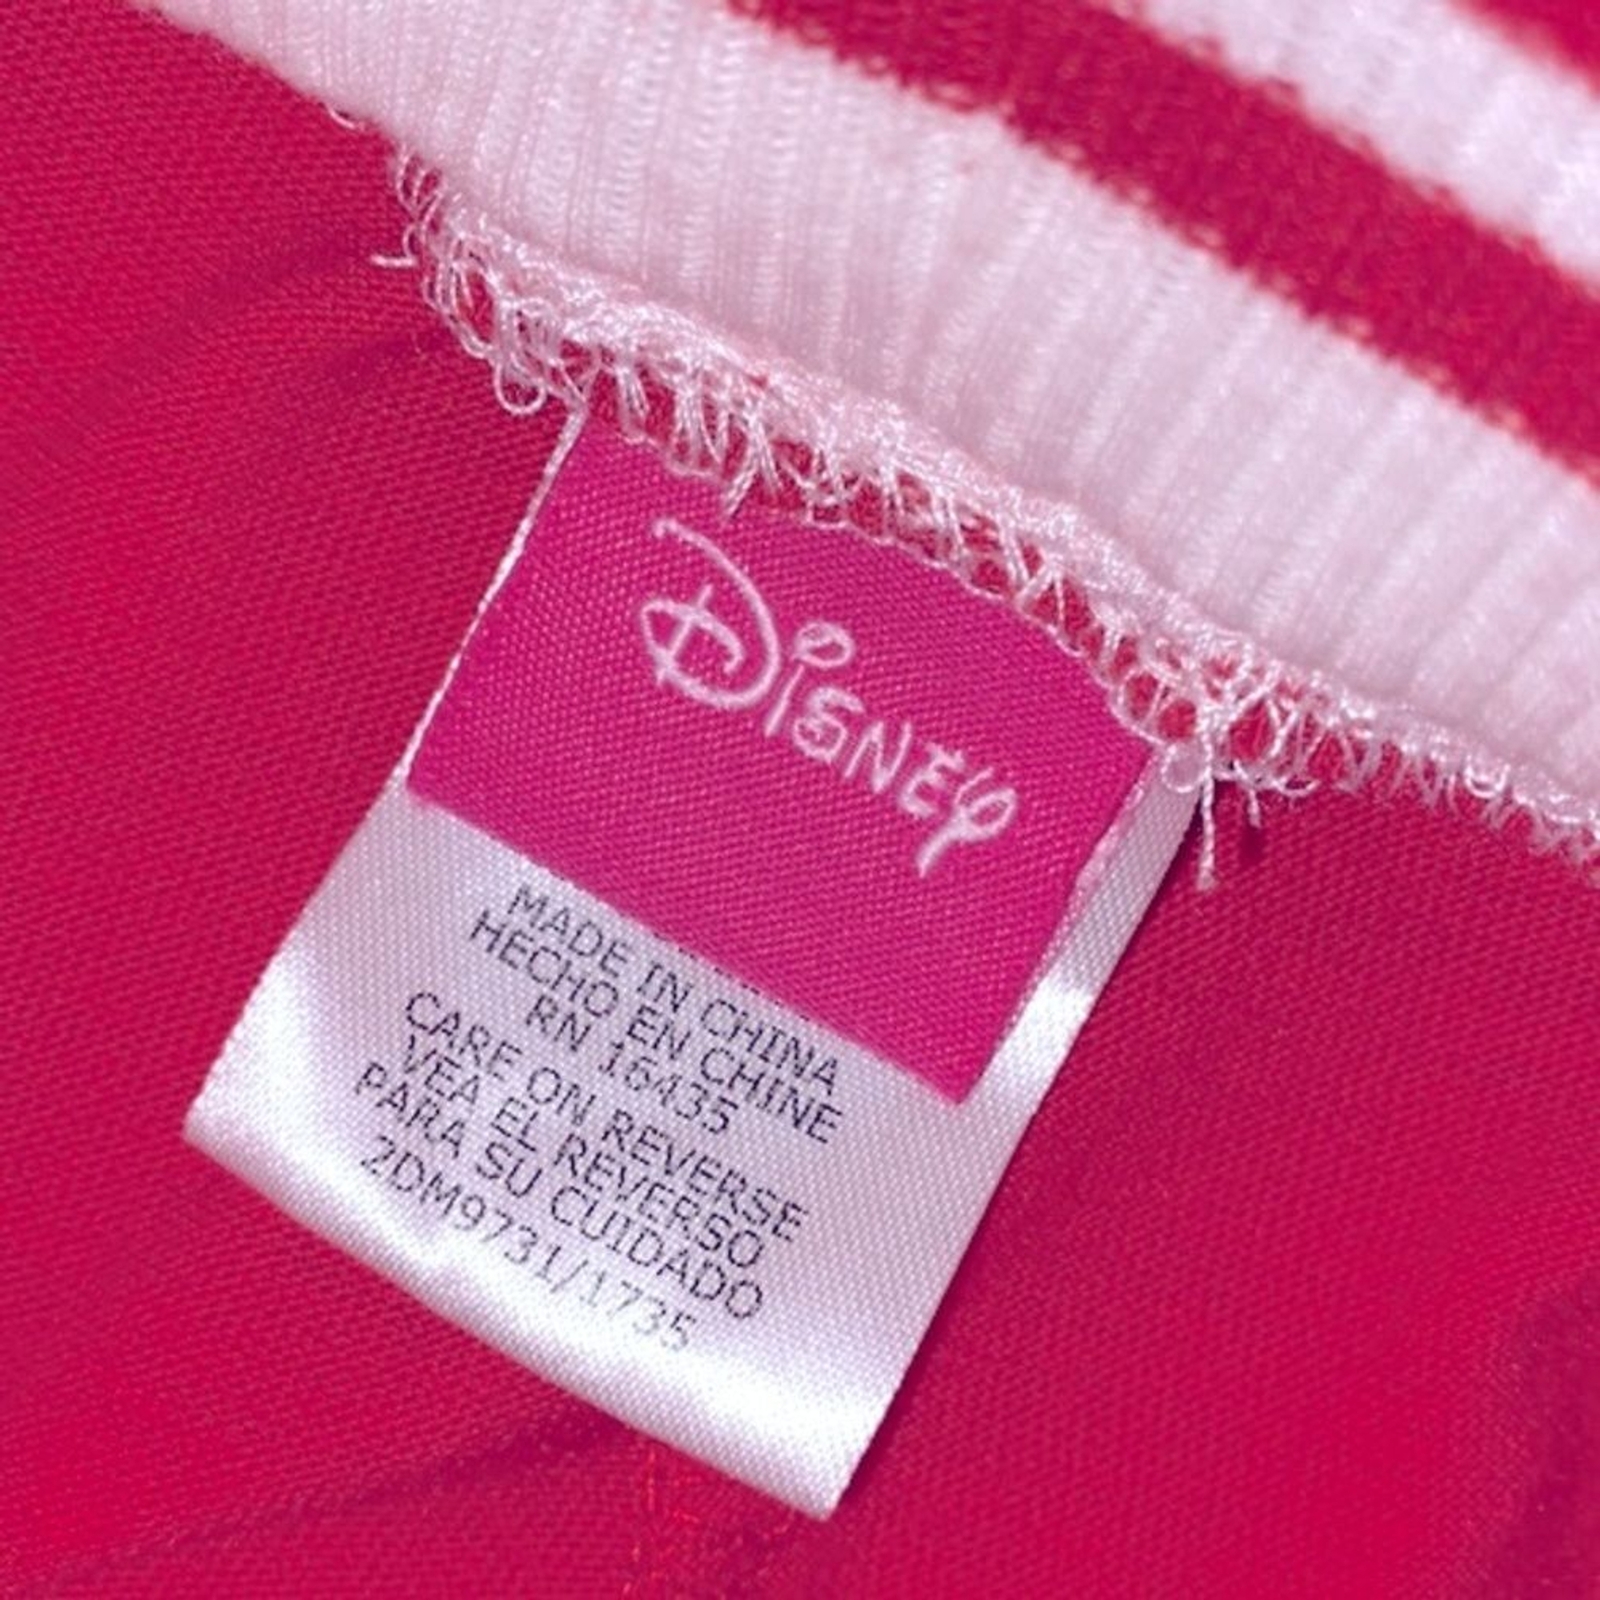 Disney
MADE IN CHINA
HECHO EN CHINE
RN 16435
CARE ON REVERSE
VEA EL REVERSO
PARA SU CUIDADO
2DM9731/1735